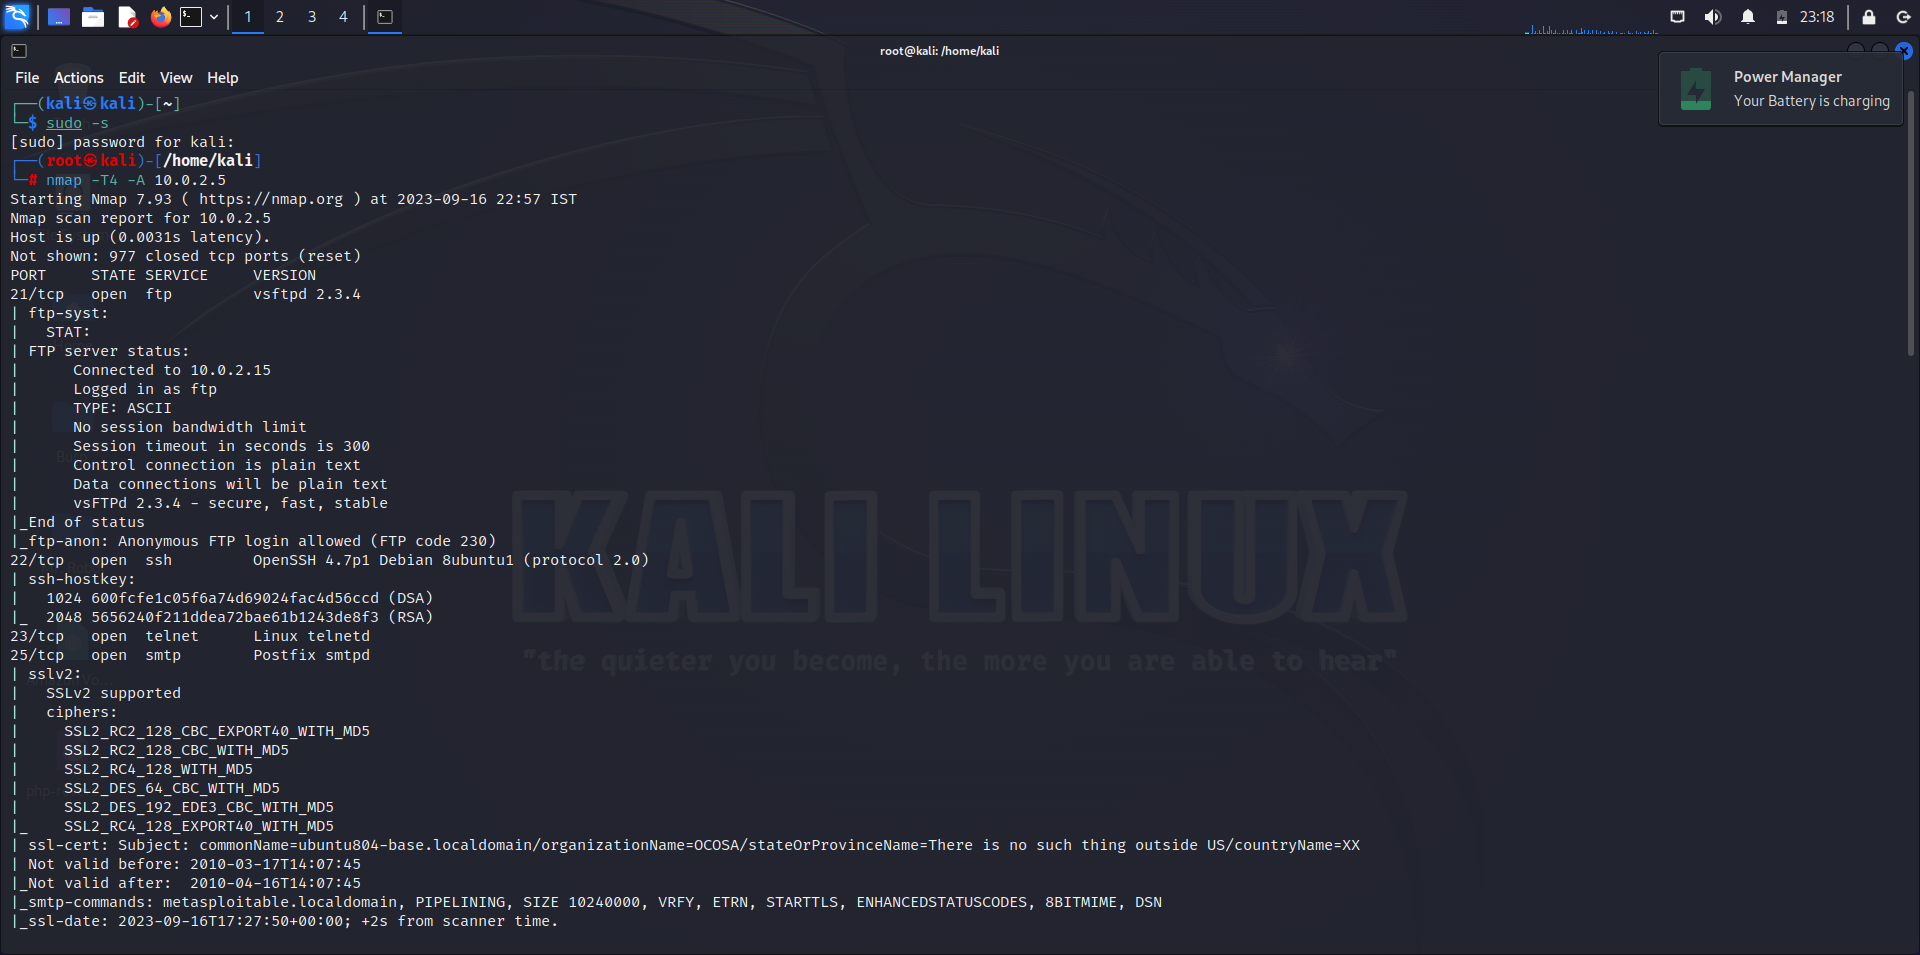 1 2 3 4
23:18
root@kali: /home/kali
File Actions Edit View Help
Power Manager
Your Battery is charging
┌──(kali㉿kali)-[~]
└─$ sudo -s
[sudo] password for kali:
┌──(root㉿kali)-[/home/kali]
└─# nmap -T4 -A 10.0.2.5
Starting Nmap 7.93 ( https://nmap.org ) at 2023-09-16 22:57 IST
Nmap scan report for 10.0.2.5
Host is up (0.0031s latency).
Not shown: 977 closed tcp ports (reset)
PORT     STATE SERVICE     VERSION
21/tcp   open  ftp         vsftpd 2.3.4
| ftp-syst:
|   STAT:
| FTP server status:
|      Connected to 10.0.2.15
|      Logged in as ftp
|      TYPE: ASCII
|      No session bandwidth limit
|      Session timeout in seconds is 300
|      Control connection is plain text
|      Data connections will be plain text
|      vsFTPd 2.3.4 - secure, fast, stable
|_End of status
|_ftp-anon: Anonymous FTP login allowed (FTP code 230)
22/tcp   open  ssh         OpenSSH 4.7p1 Debian 8ubuntu1 (protocol 2.0)
| ssh-hostkey:
|   1024 600fcfe1c05f6a74d69024fac4d56ccd (DSA)
|_  2048 5656240f211ddea72bae61b1243de8f3 (RSA)
23/tcp   open  telnet      Linux telnetd
25/tcp   open  smtp        Postfix smtpd
| sslv2:
|   SSLv2 supported
|   ciphers:
|     SSL2_RC2_128_CBC_EXPORT40_WITH_MD5
|     SSL2_RC2_128_CBC_WITH_MD5
|     SSL2_RC4_128_WITH_MD5
|     SSL2_DES_64_CBC_WITH_MD5
|     SSL2_DES_192_EDE3_CBC_WITH_MD5
|_    SSL2_RC4_128_EXPORT40_WITH_MD5
| ssl-cert: Subject: commonName=ubuntu804-base.localdomain/organizationName=OCOSA/stateOrProvinceName=There is no such thing outside US/countryName=XX
| Not valid before: 2010-03-17T14:07:45
|_Not valid after:  2010-04-16T14:07:45
|_smtp-commands: metasploitable.localdomain, PIPELINING, SIZE 10240000, VRFY, ETRN, STARTTLS, ENHANCEDSTATUSCODES, 8BITMIME, DSN
|_ssl-date: 2023-09-16T17:27:50+00:00; +2s from scanner time.
KALI LINUX
"the quieter you become, the more you are able to hear"